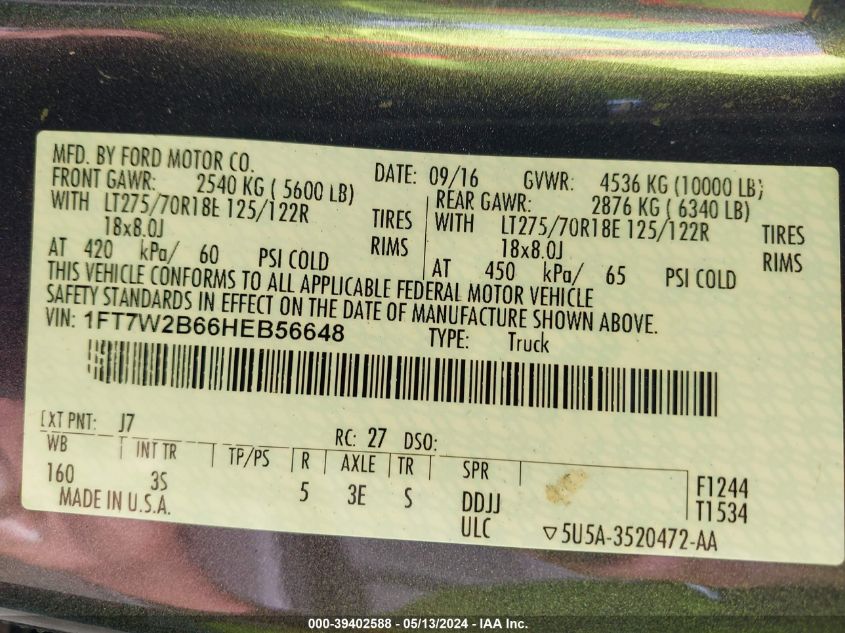 MFD. BY FORD MOTOR CO.
DATE: 09/16 GVWR: 4536 KG (10000 LB)
FRONT GAWR: 2540 KG ( 5600 LB)
REAR GAWR: 2876 KG ( 6340 LB)
WITH LT275/70R18E 125/122R TIRES
WITH LT275/70R18E 125/122R TIRES
18x8.0J RIMS
18x8.0J RIMS
AT 420 kPa/ 60 PSI COLD
AT 450 kPa/ 65 PSI COLD
THIS VEHICLE CONFORMS TO ALL APPLICABLE FEDERAL MOTOR VEHICLE
SAFETY STANDARDS IN EFFECT ON THE DATE OF MANUFACTURE SHOWN ABOVE.
VIN: 1FT7W2B66HEB56648 TYPE: Truck
EXT PNT: J7 RC: 27 DSO:
WB INT TR TP/PS R AXLE TR SPR
160 3S 5 3E S DDJJ F1244
T1534
MADE IN U.S.A. ULC ▽5U5A-3520472-AA
000-39402588 - 05/13/2024 - IAA Inc.